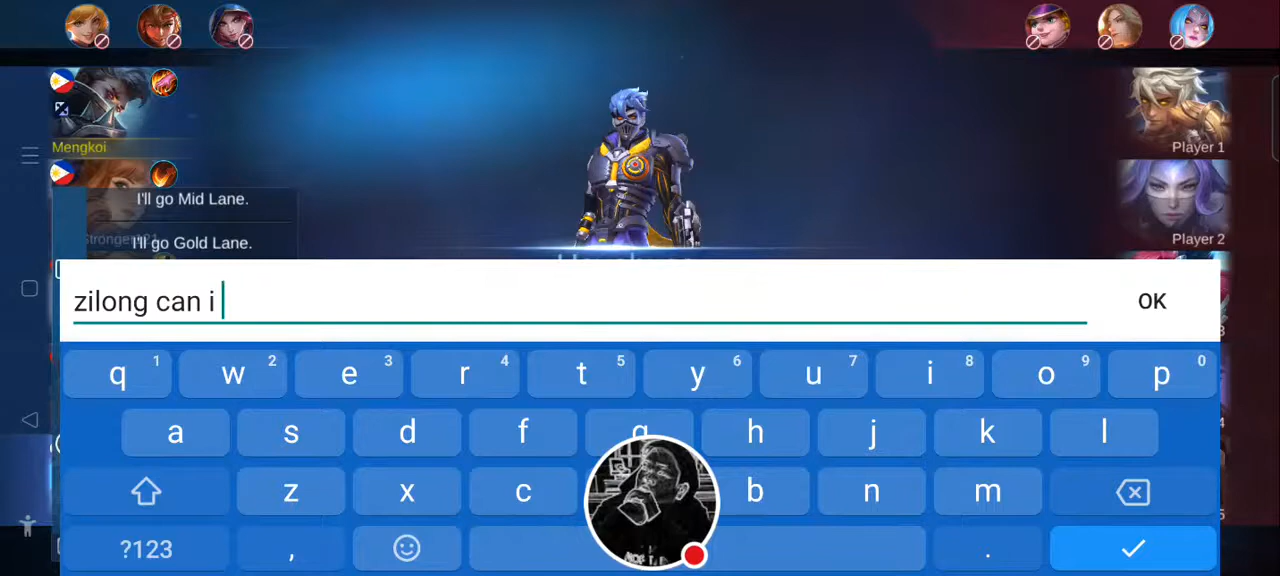 Mengkoi
I'll go Mid Lane.
I'll go Gold Lane.
Player 1
Player 2
zilong can i
OK
q 1 w 2 e 3 r 4 t 5 y 6 u 7 i 8 o 9 p 0
a s d f g h j k l
z x c b n m
?123 , .